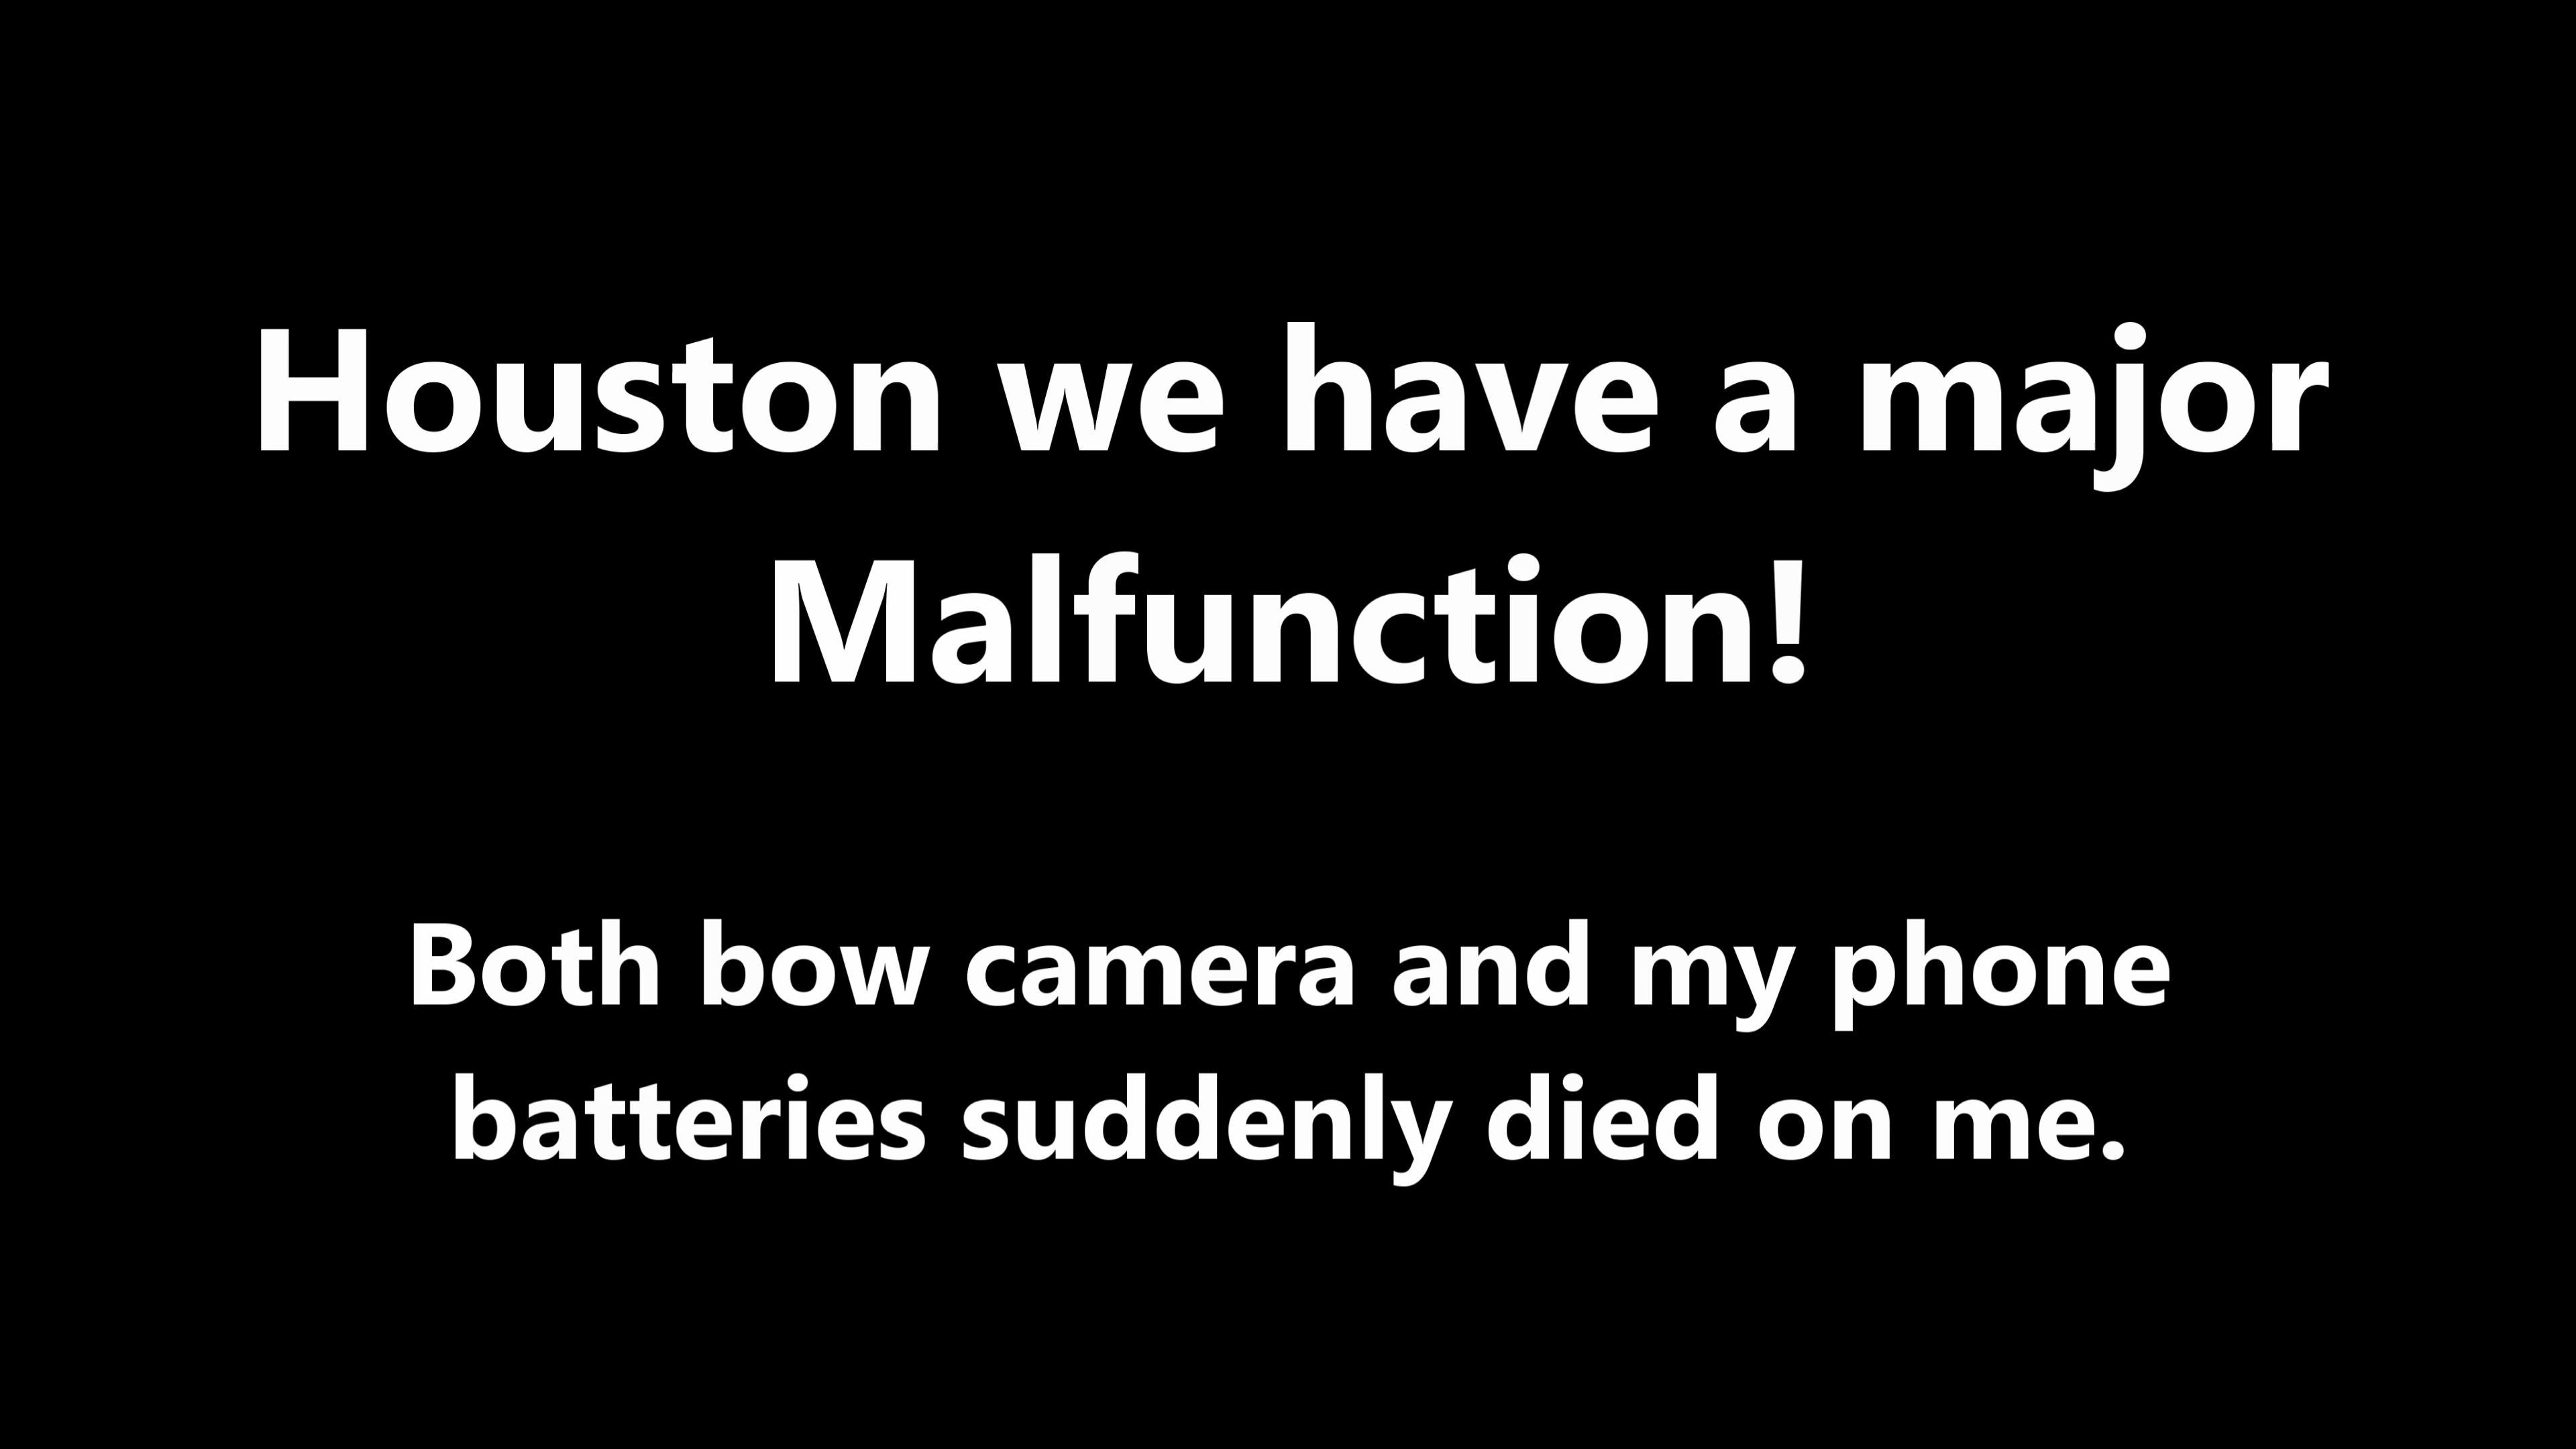 Houston we have a major
Malfunction!
Both bow camera and my phone
batteries suddenly died on me.